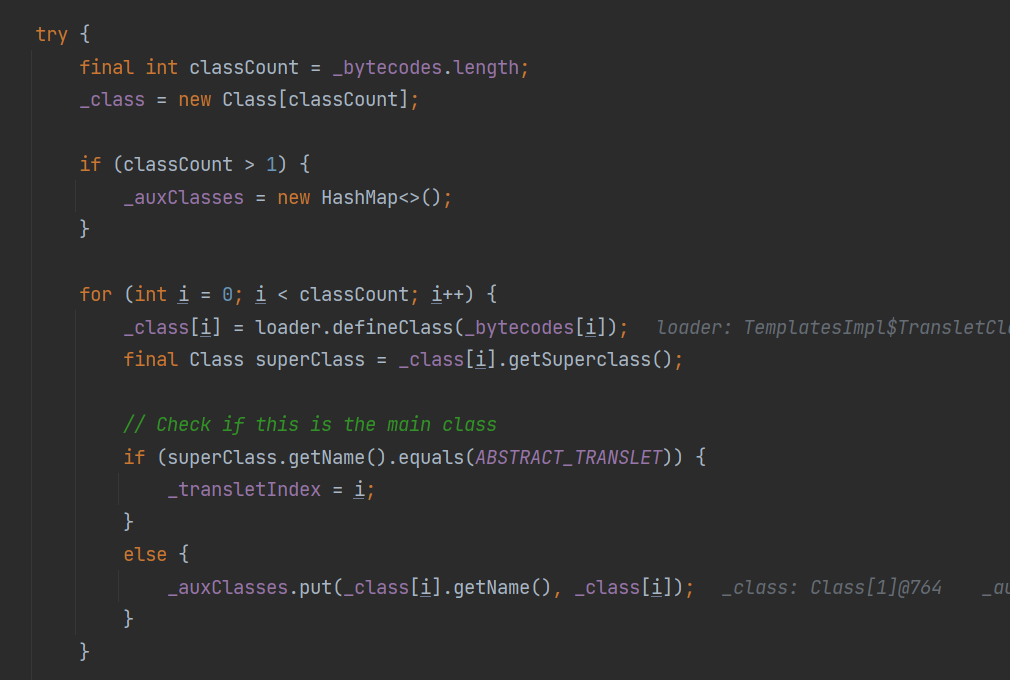 try {
final int classCount = _bytecodes.length;
_class = new Class[classCount];
if (classCount > 1) {
_auxClasses = new HashMap<>();
}
for (int i = 0; i < classCount; i++) {
_class[i] = loader.defineClass(_bytecodes[i]); loader: TemplatesImpl$TransletCl
final Class superClass = _class[i].getSuperclass();
// Check if this is the main class
if (superClass.getName().equals(ABSTRACT_TRANSLET)) {
_transletIndex = i;
}
else {
_auxClasses.put(_class[i].getName(), _class[i]); _class: Class[1]@764 _au
}
}